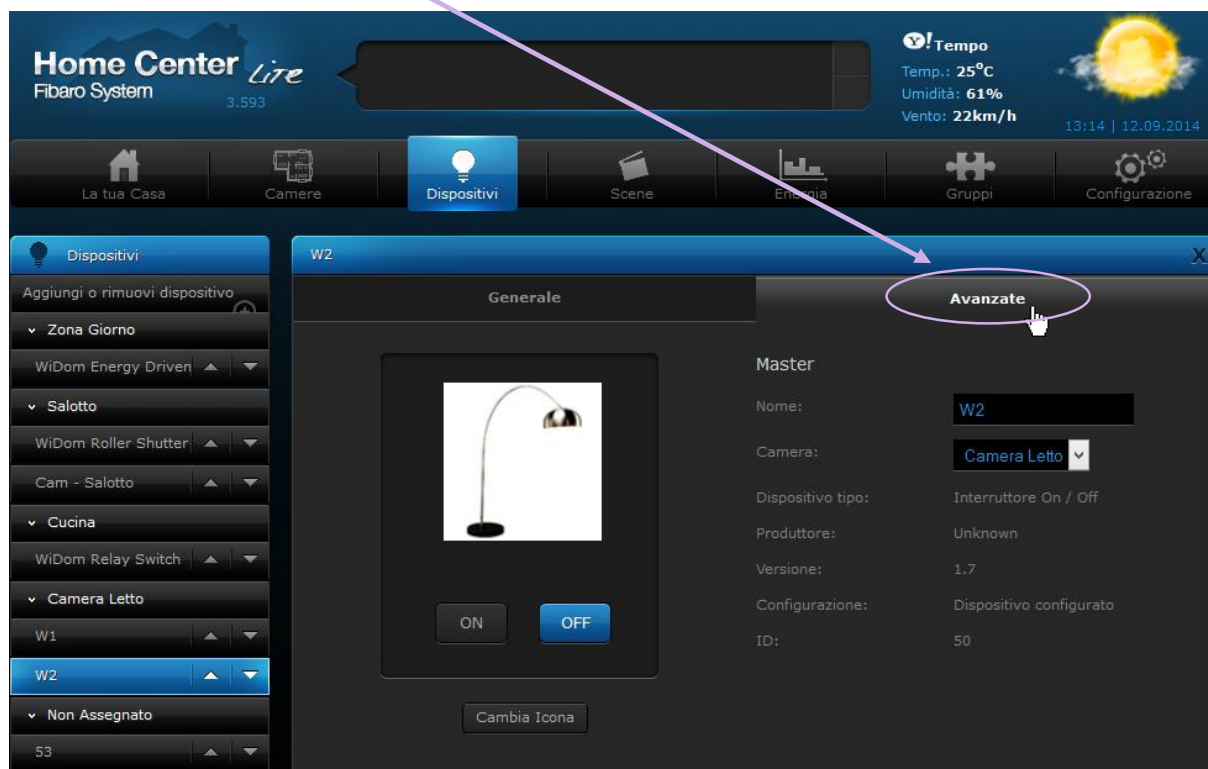 Home Center Lite
Fibaro System
3.593
Y! Tempo
Temp.: 25°C
Umidità: 61%
Vento: 22km/h
13:14 | 12.09.2014
La tua Casa
Camere
Dispositivi
Scene
Energia
Gruppi
Configurazione
Dispositivi
Aggiungi o rimuovi dispositivo
Zona Giorno
WiDom Energy Driven
Salotto
WiDom Roller Shutter
Cam - Salotto
Cucina
WiDom Relay Switch
Camera Letto
W1
W2
Non Assegnato
53
W2
X
Generale
Avanzate
ON
OFF
Cambia Icona
Master
Nome: W2
Camera: Camera Letto
Dispositivo tipo: Interruttore On / Off
Produttore: Unknown
Versione: 1.7
Configurazione: Dispositivo configurato
ID: 50